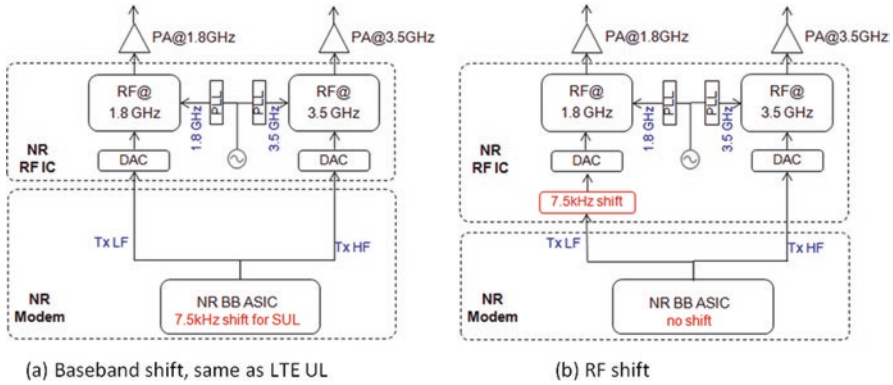 PA@1.8GHz
PA@3.5GHz
RF@
1.8 GHz
PLL
PLL
RF@
3.5 GHz
1.8 GHz
3.5 GHz
NR
RF IC
DAC
DAC
Tx LF
Tx HF
NR
Modem
NR BB ASIC
7.5kHz shift for SUL
(a) Baseband shift, same as LTE UL
PA@1.8GHz
PA@3.5GHz
RF@
1.8 GHz
PLL
PLL
RF@
3.5 GHz
1.8 GHz
3.5 GHz
NR
RF IC
DAC
DAC
7.5kHz shift
Tx LF
Tx HF
NR
Modem
NR BB ASIC
no shift
(b) RF shift